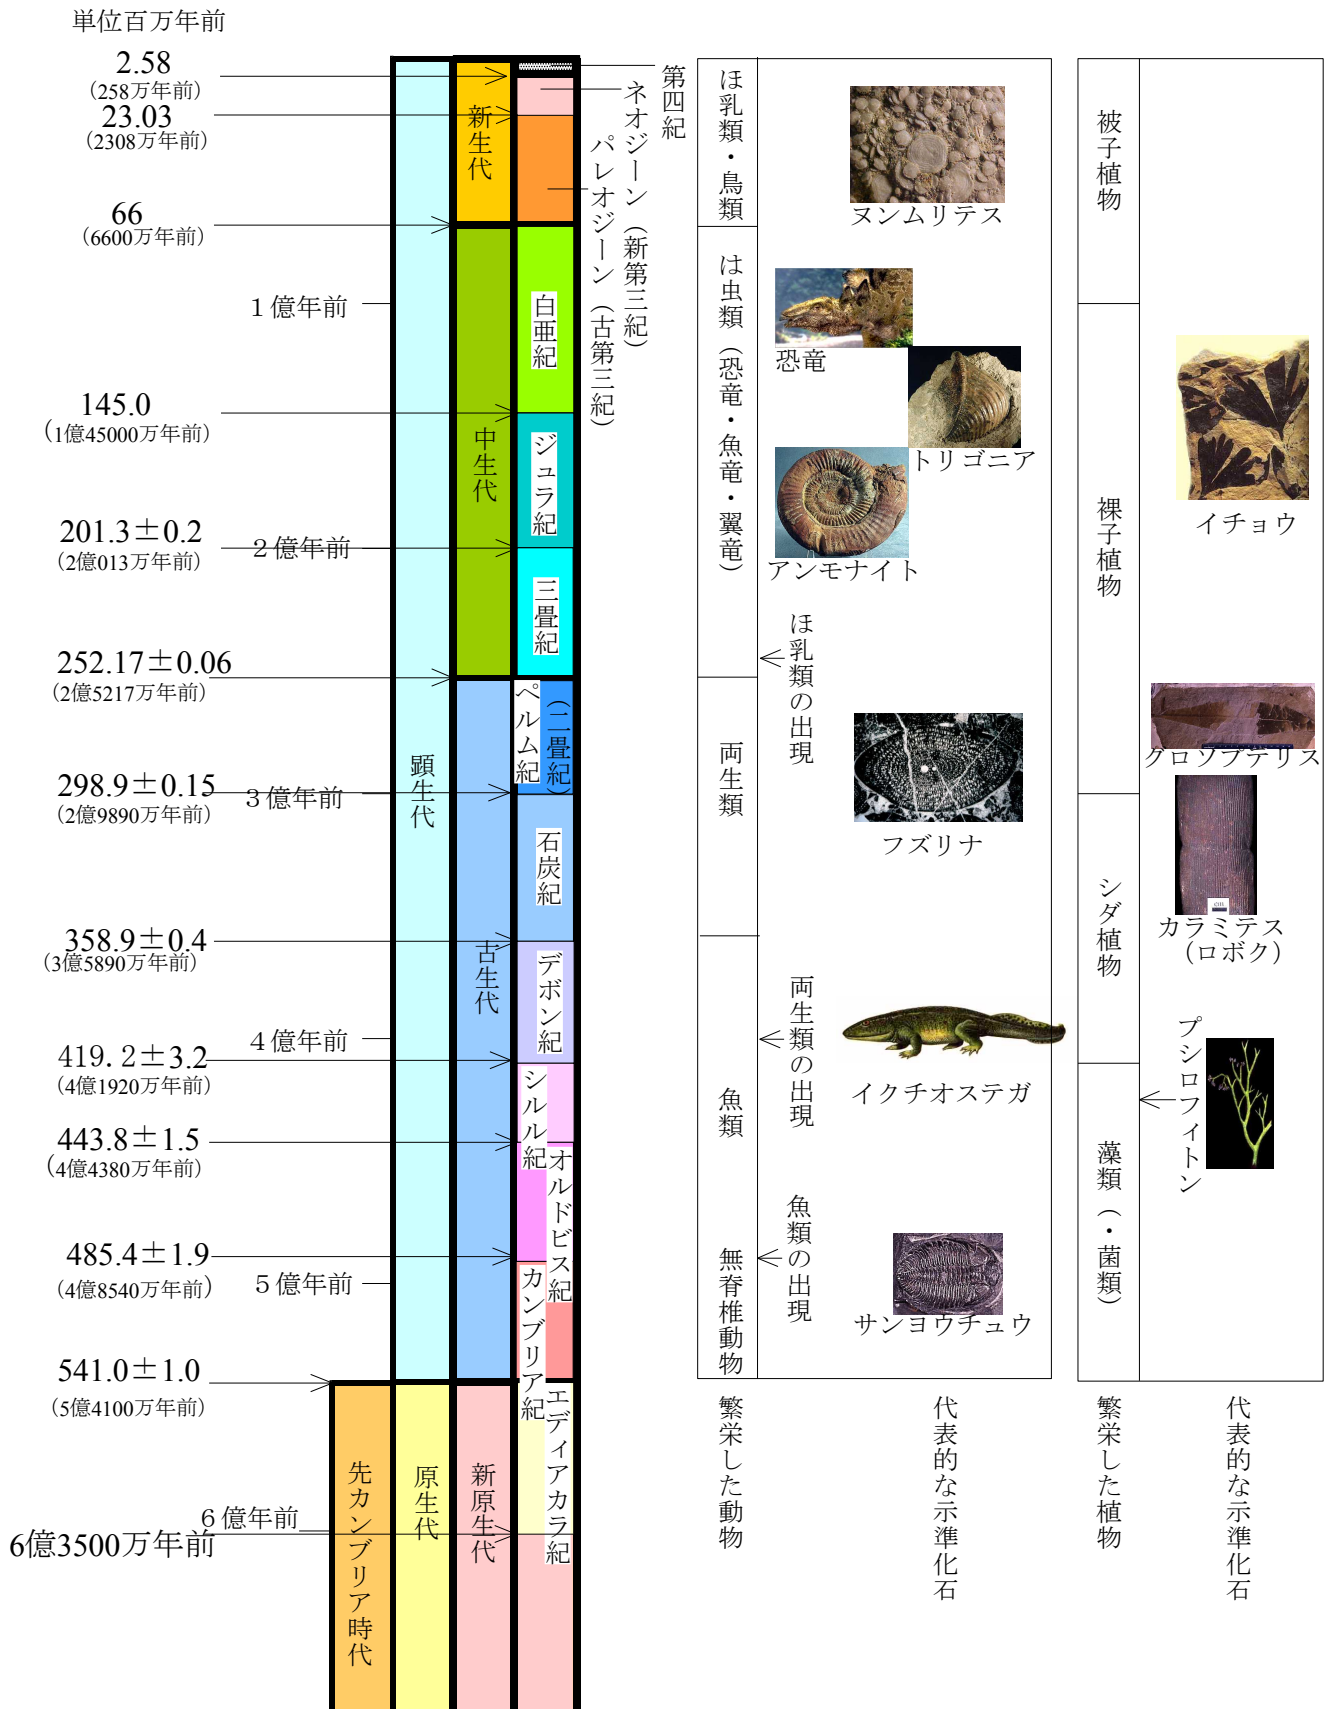 単位百万年前
2.58
(258万年前)
23.03
(2308万年前)
66
(6600万年前)
1億年前
145.0
(1億45000万年前)
201.3±0.2
(2億013万年前)
2億年前
252.17±0.06
(2億5217万年前)
298.9±0.15
(2億9890万年前)
3億年前
358.9±0.4
(3億5890万年前)
4億年前
419.2±3.2
(4億1920万年前)
443.8±1.5
(4億4380万年前)
485.4±1.9
(4億8540万年前)
5億年前
541.0±1.0
(5億4100万年前)
6億年前
6億3500万年前
先カンブリア時代
顕生代
原生代
新生代
中生代
古生代
新原生代
第四紀
ネオジーン(新第三紀)
パレオジーン(古第三紀)
白亜紀
ジュラ紀
三畳紀
ペルム紀
(二畳紀)
石炭紀
デボン紀
シルル紀
オルドビス紀
カンブリア紀
エディアカラ紀
ほ乳類・鳥類
は虫類(恐竜・魚竜・翼竜)
両生類
魚類
無脊椎動物
繁栄した動物
ほ乳類の出現
両生類の出現
魚類の出現
ヌンムリテス
恐竜
トリゴニア
アンモナイト
フズリナ
イクチオステガ
サンヨウチュウ
代表的な示準化石
被子植物
裸子植物
シダ植物
藻類(・菌類)
繁栄した植物
イチョウ
グロソプテリス
cm
カラミテス
(ロボク)
プシロフィトン
代表的な示準化石